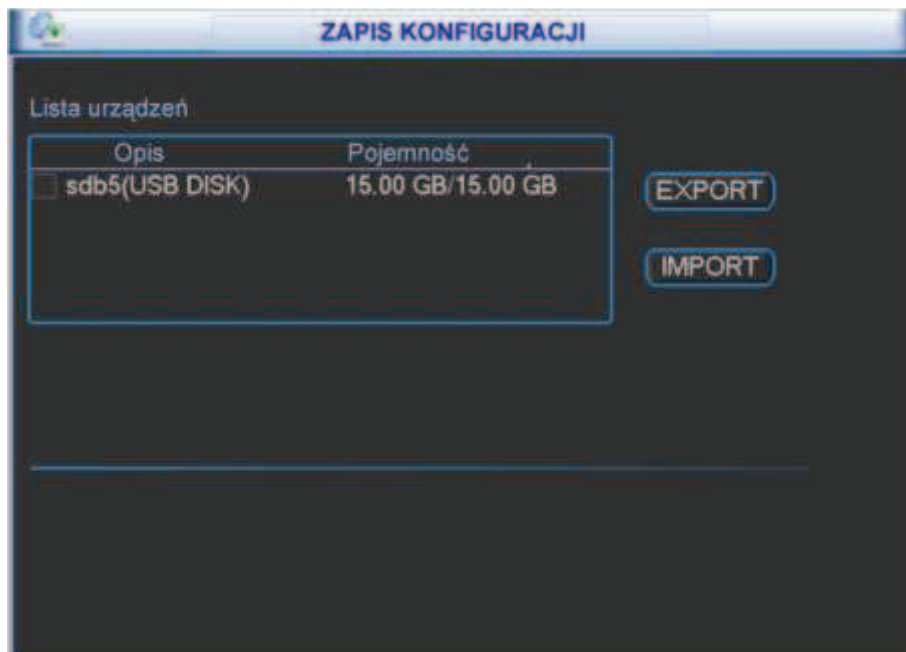 ZAPIS KONFIGURACJI
Lista urządzeń
Opis Pojemność
sdb5(USB DISK) 15.00 GB/15.00 GB
EXPORT
IMPORT